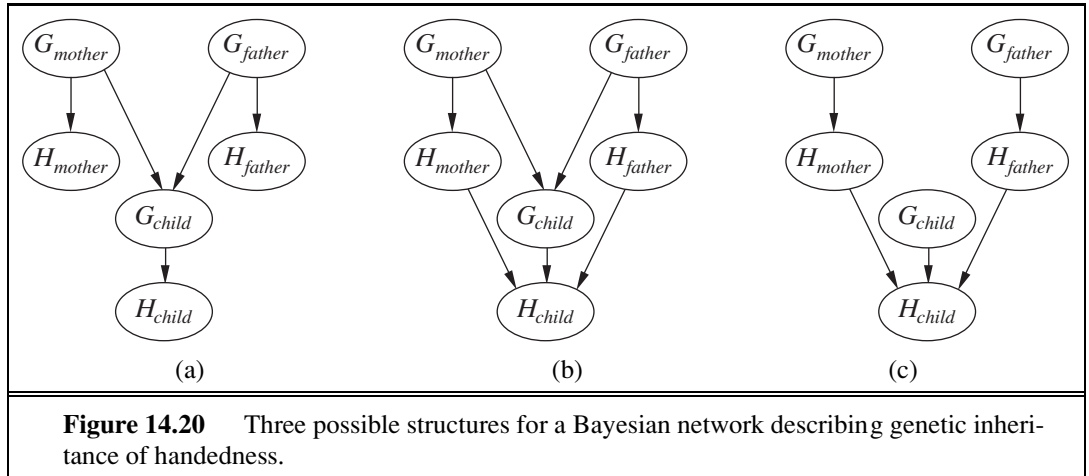 G_mother G_father G_mother G_father G_mother G_father
H_mother H_father H_mother H_father H_mother H_father
G_child G_child G_child
H_child H_child H_child
(a) (b) (c)
Figure 14.20 Three possible structures for a Bayesian network describing genetic inheri-
tance of handedness.